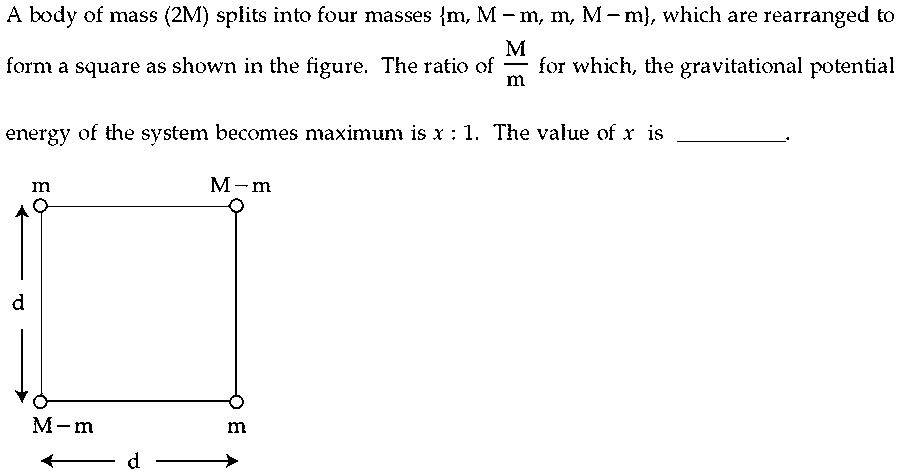 A body of mass (2M) splits into four masses {m, M – m, m, M – m}, which are rearranged to
form a square as shown in the figure. The ratio of M/m for which, the gravitational potential
energy of the system becomes maximum is x : 1. The value of x is __________.
m M – m
d
M – m m
d